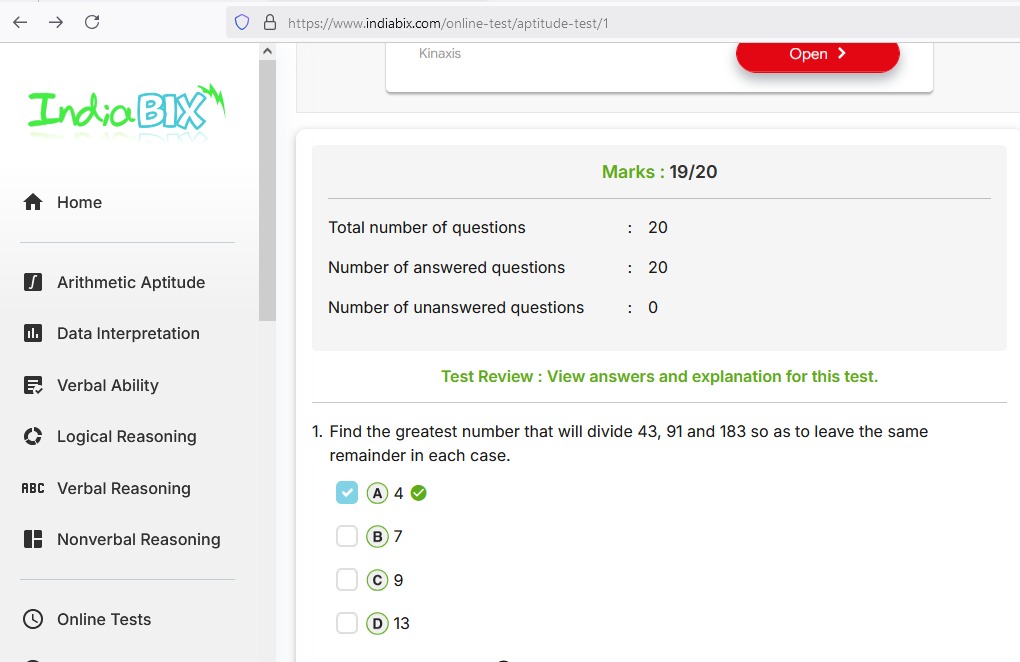 https://www.indiabix.com/online-test/aptitude-test/1
Kinaxis
Open
IndiaBIX
Home
Arithmetic Aptitude
Data Interpretation
Verbal Ability
Logical Reasoning
ABC Verbal Reasoning
Nonverbal Reasoning
Online Tests
Marks : 19/20
Total number of questions : 20
Number of answered questions : 20
Number of unanswered questions : 0
Test Review : View answers and explanation for this test.
1. Find the greatest number that will divide 43, 91 and 183 so as to leave the same
remainder in each case.
A 4
B 7
C 9
D 13